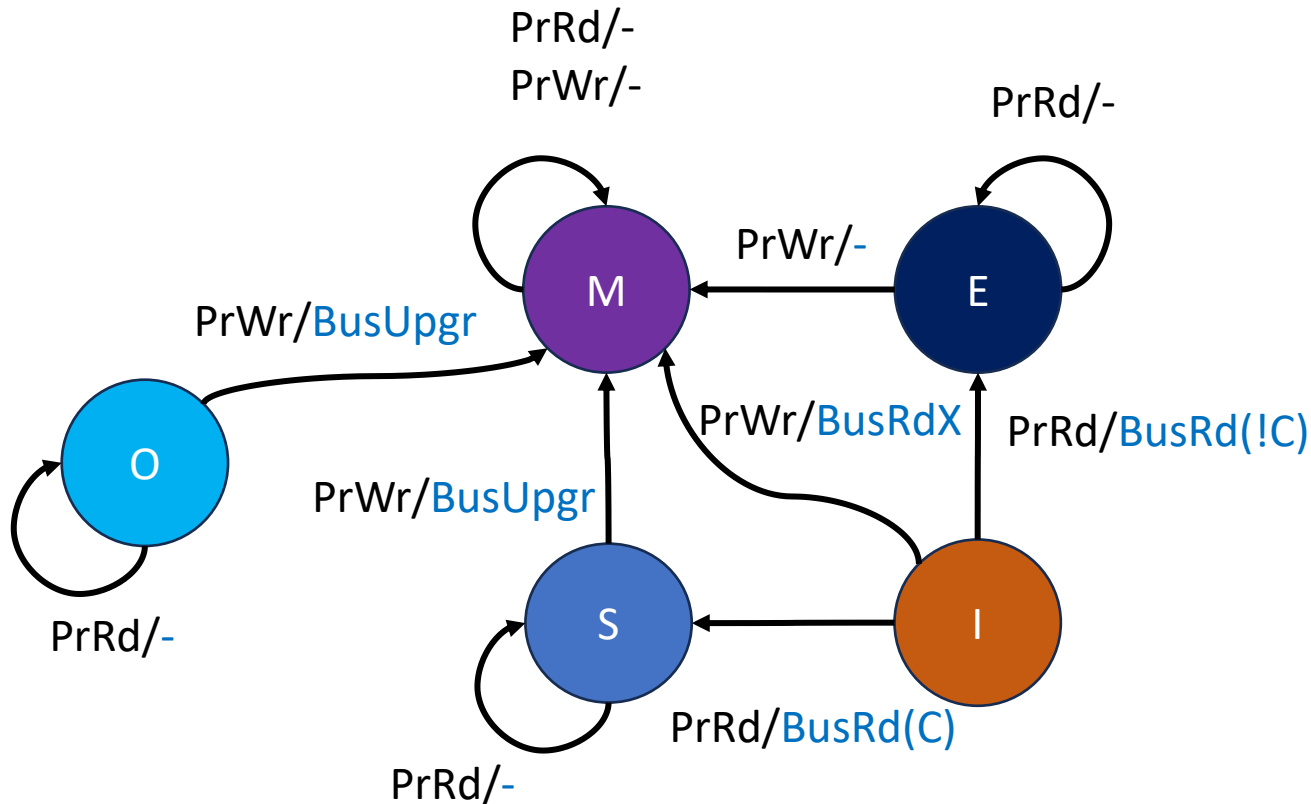 PrRd/-
PrWr/-
PrRd/-
PrWr/-
M
E
PrWr/BusUpgr
PrWr/BusRdX
PrRd/BusRd(!C)
O
PrWr/BusUpgr
S
I
PrRd/-
PrRd/BusRd(C)
PrRd/-